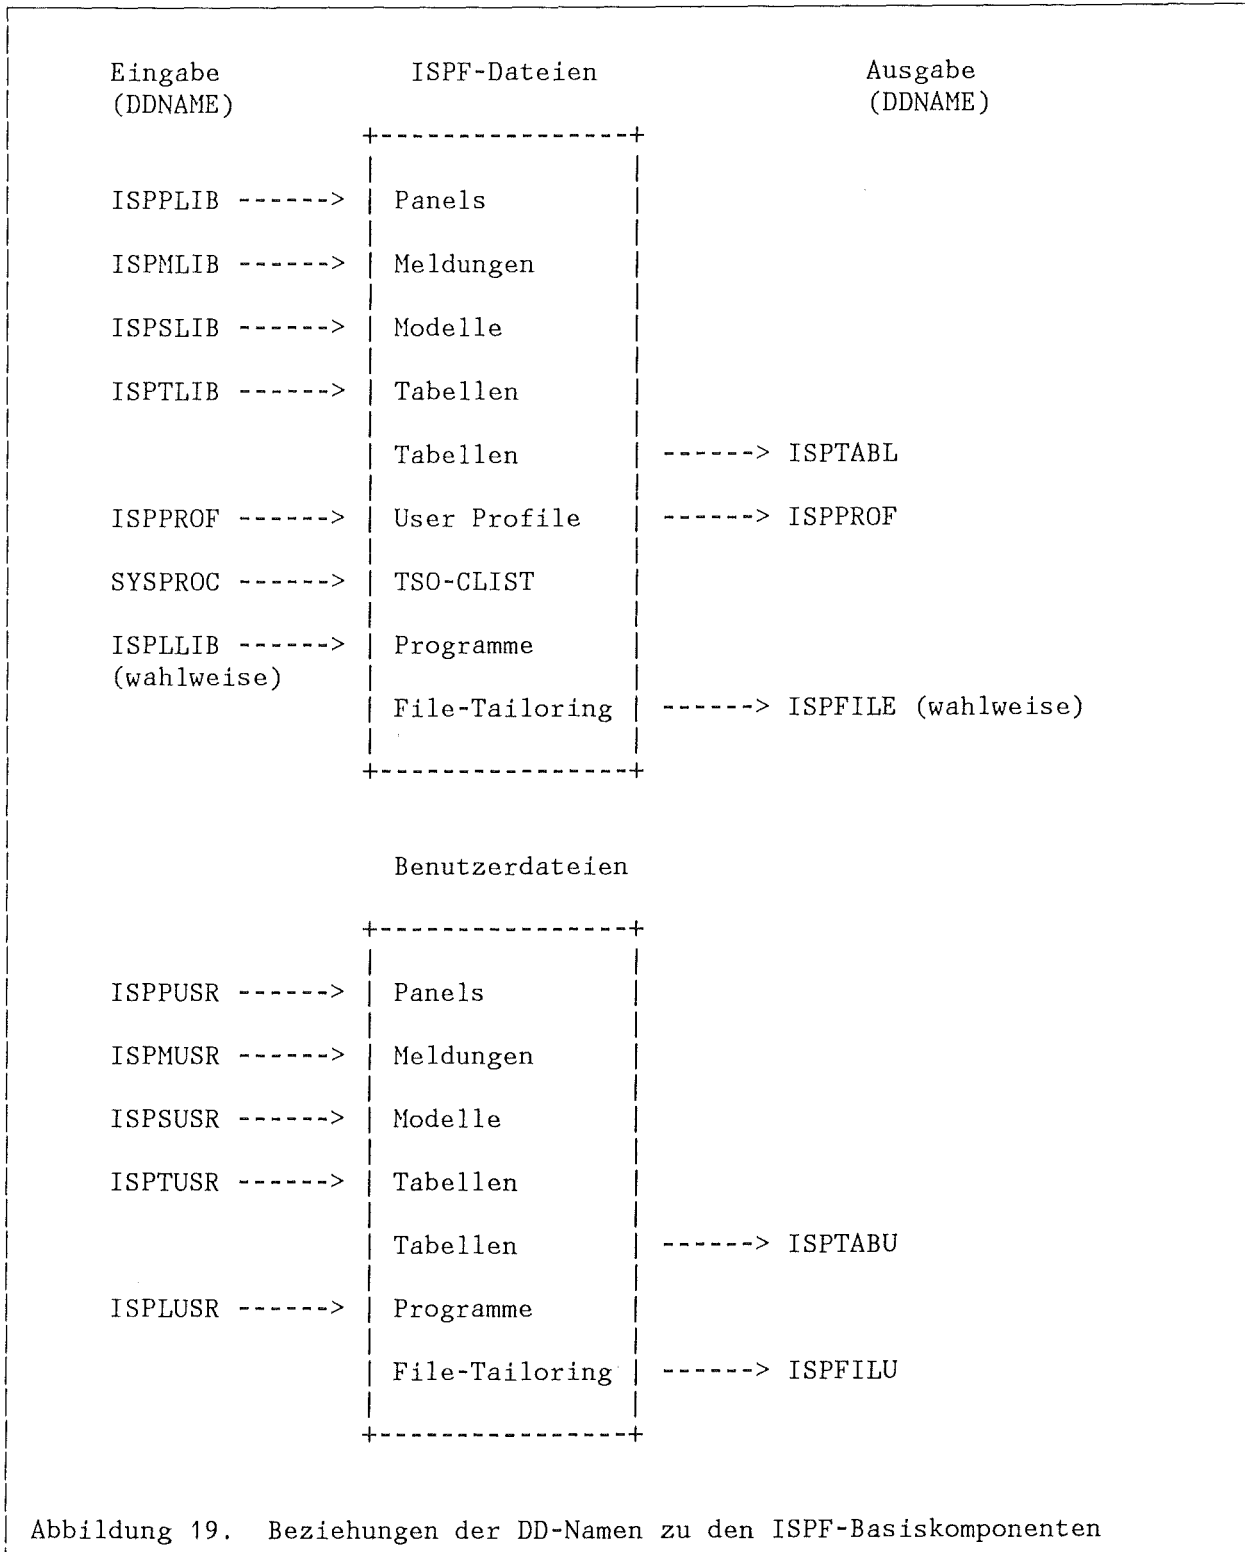 Eingabe ISPF-Dateien Ausgabe
(DDNAME) (DDNAME)
+----------------+
ISPPLIB ------> | Panels |
ISPMLIB ------> | Meldungen |
ISPSLIB ------> | Modelle |
ISPTLIB ------> | Tabellen |
| Tabellen | ------> ISPTABL
ISPPROF ------> | User Profile | ------> ISPPROF
SYSPROC ------> | TSO-CLIST |
ISPLLIB ------> | Programme |
(wahlweise)
| File-Tailoring | ------> ISPFILE (wahlweise)
+----------------+
Benutzerdateien
+----------------+
ISPPUSR ------> | Panels |
ISPMUSR ------> | Meldungen |
ISPSUSR ------> | Modelle |
ISPTUSR ------> | Tabellen |
| Tabellen | ------> ISPTABU
ISPLUSR ------> | Programme |
| File-Tailoring | ------> ISPFILU
+----------------+
Abbildung 19. Beziehungen der DD-Namen zu den ISPF-Basiskomponenten